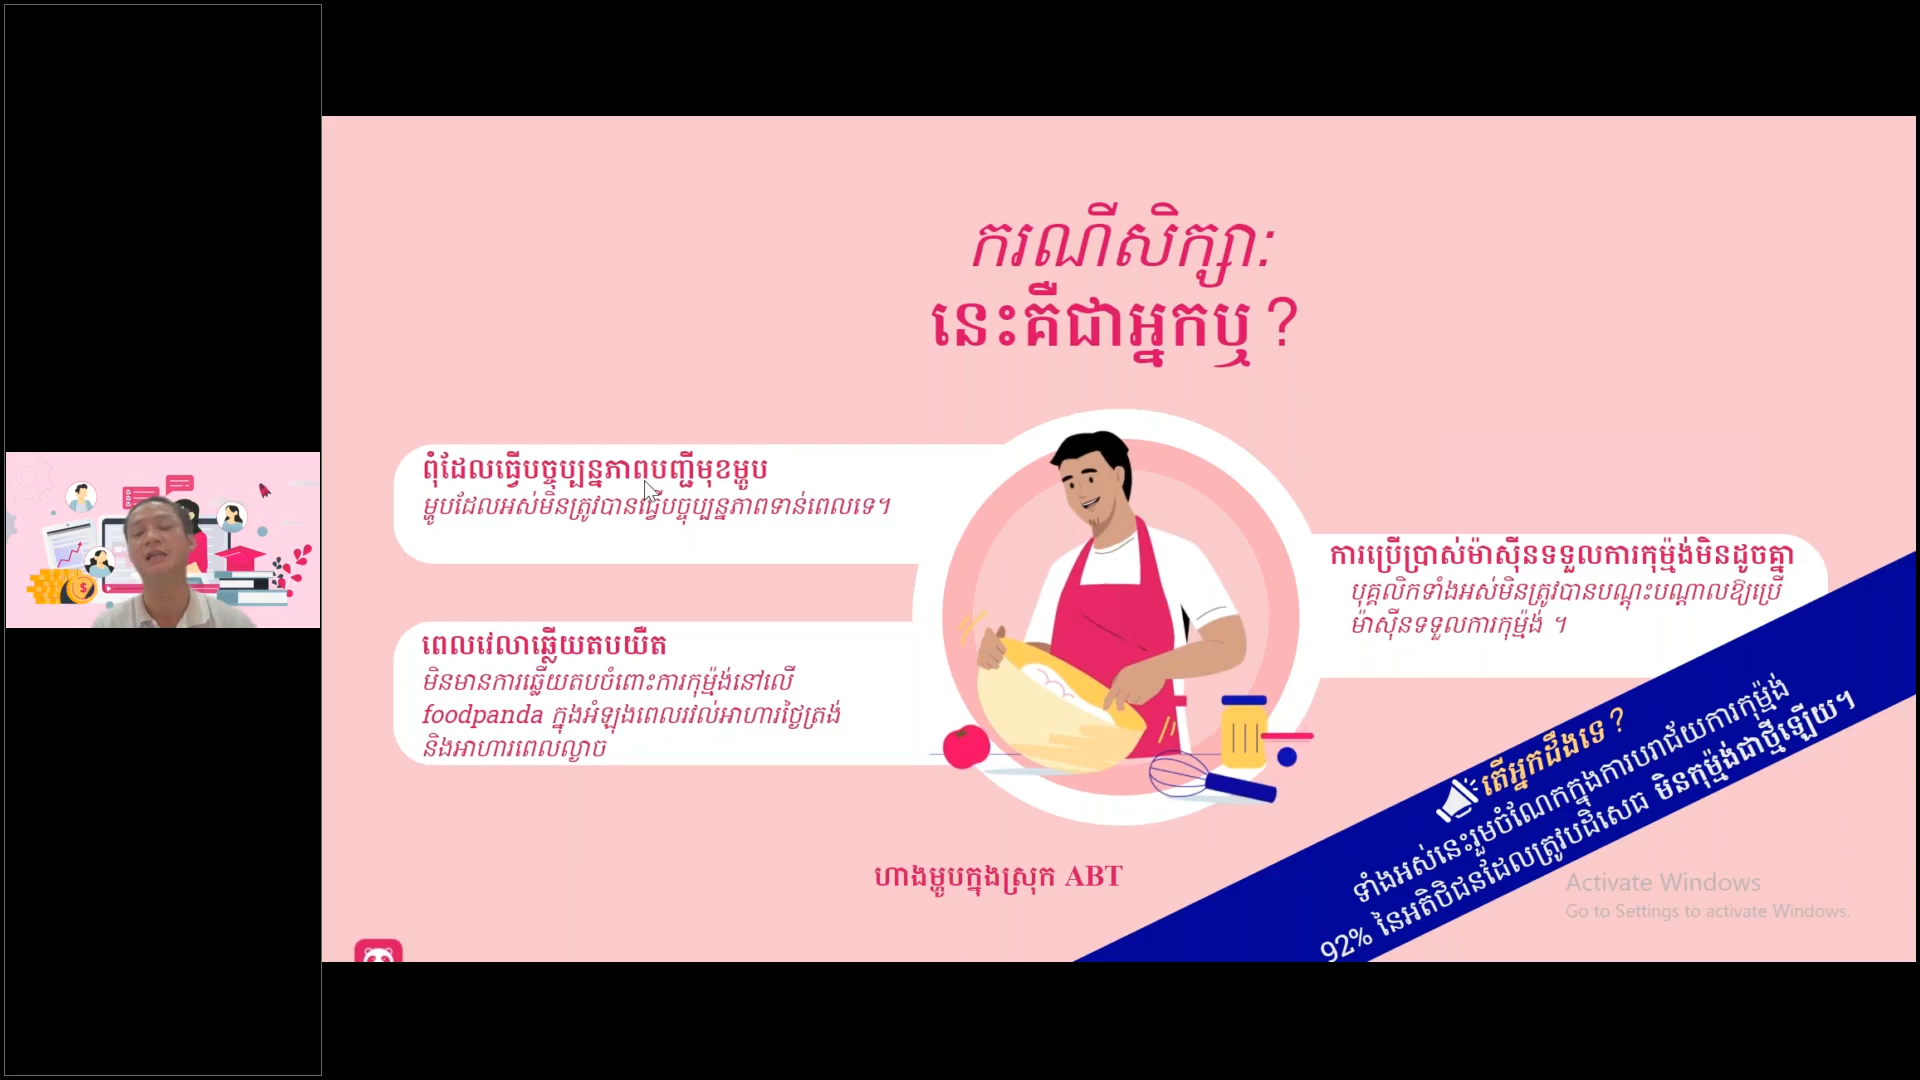 ករណីសិក្សា:
នេះគឺជាអ្នកឬ ?
ពុំដែលធ្វើបច្ចុប្បន្នភាពបញ្ជីមុខម្ហូប
ម្ហូបដែលអស់មិនត្រូវបានធ្វើបច្ចុប្បន្នភាពទាន់ពេលទេ។
ពេលវេលាឆ្លើយតបយឺត
មិនមានការឆ្លើយតបចំពោះការកុម្ម៉ង់នៅលើ
foodpanda ក្នុងអំឡុងពេលរវល់អាហារថ្ងៃត្រង់
និងអាហារពេលល្ងាច
ការប្រើប្រាស់ម៉ាស៊ីនទទួលការកុម្ម៉ង់មិនដូចគ្នា
បុគ្គលិកទាំងអស់មិនត្រូវបានបណ្តុះបណ្តាលឱ្យប្រើ
ម៉ាស៊ីនទទួលការកុម្ម៉ង់ ។
ហាងម្ហូបក្នុងស្រុក ABT
តើអ្នកដឹងទេ ?
ទាំងអស់នេះរួមចំណែកក្នុងការបរាជ័យការកុម្ម៉ង់
92% នៃអតិថិជនដែលត្រូវបដិសេធ មិនកុម្ម៉ង់ជាថ្មីឡើយ។
Activate Windows
Go to Settings to activate Windows.